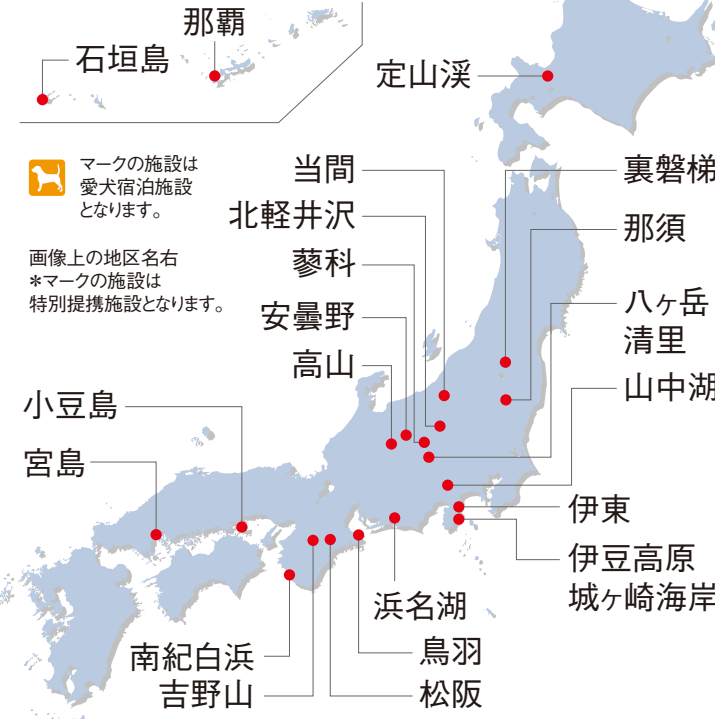 那覇
石垣島
定山渓
マークの施設は
愛犬宿泊施設
となります。
画像上の地区名右
＊マークの施設は
特別提携施設となります。
当間
北軽井沢
蓼科
安曇野
高山
小豆島
宮島
裏磐梯
那須
八ヶ岳
清里
山中湖
伊東
伊豆高原
城ヶ崎海岸
浜名湖
南紀白浜
鳥羽
吉野山
松阪